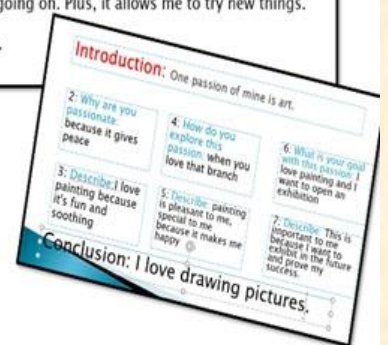 going on. Plus, it allows me to try new things.
Introduction: One passion of mine is art.
2: Why are you
passionate:
because it gives
peace
3: Describe:I love
painting because
it's fun and
soothing
4: How do you
explore this
passion: when you
love that branch
5: Describe: painting
is pleasant to me,
special to me
because it makes me
happy
6: What is your goal
with this passion: I
love painting and I
want to open an
exhibition
7: Describe: This is
important to me
because I want to
exhibit in the future
and prove my
success.
Conclusion: I love drawing pictures.